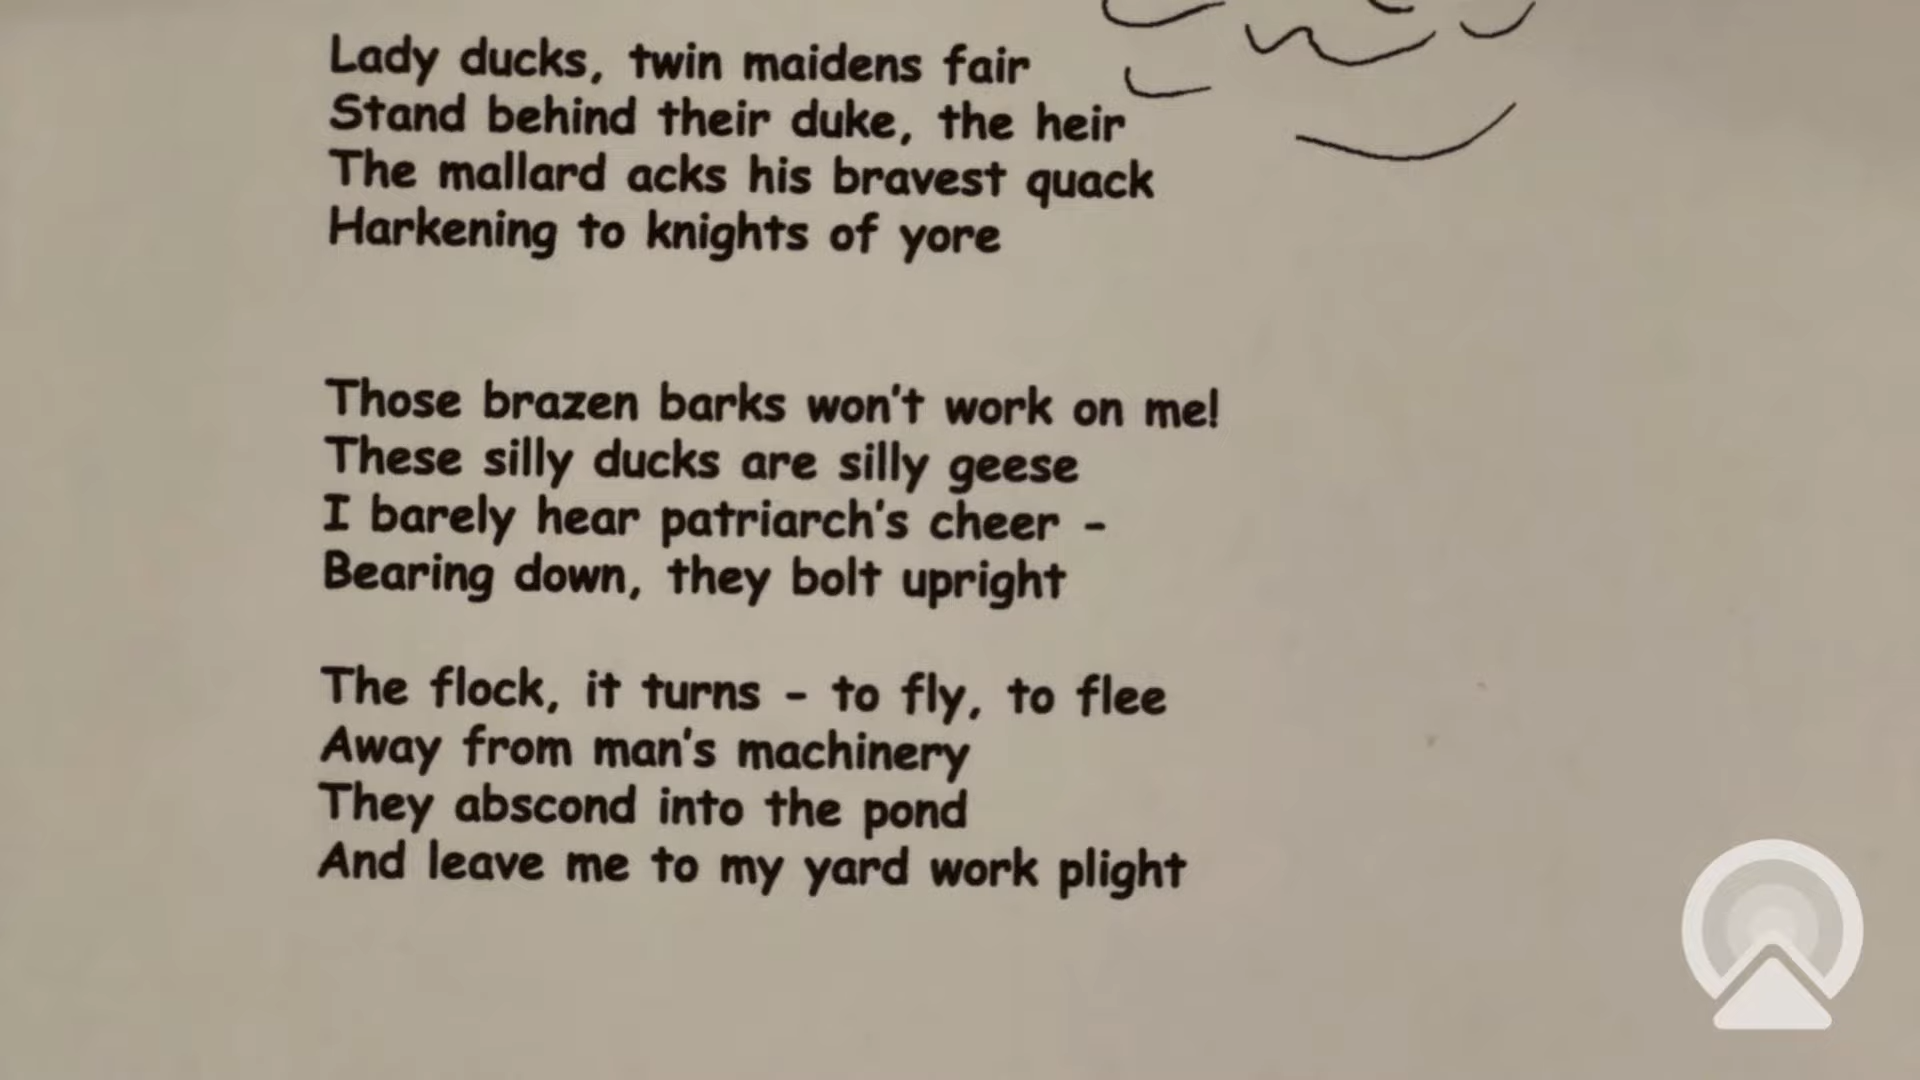 Lady ducks, twin maidens fair
Stand behind their duke, the heir
The mallard acks his bravest quack
Harkening to knights of yore
Those brazen barks won't work on me!
These silly ducks are silly geese
I barely hear patriarch's cheer -
Bearing down, they bolt upright
The flock, it turns - to fly, to flee
Away from man's machinery
They abscond into the pond
And leave me to my yard work plight